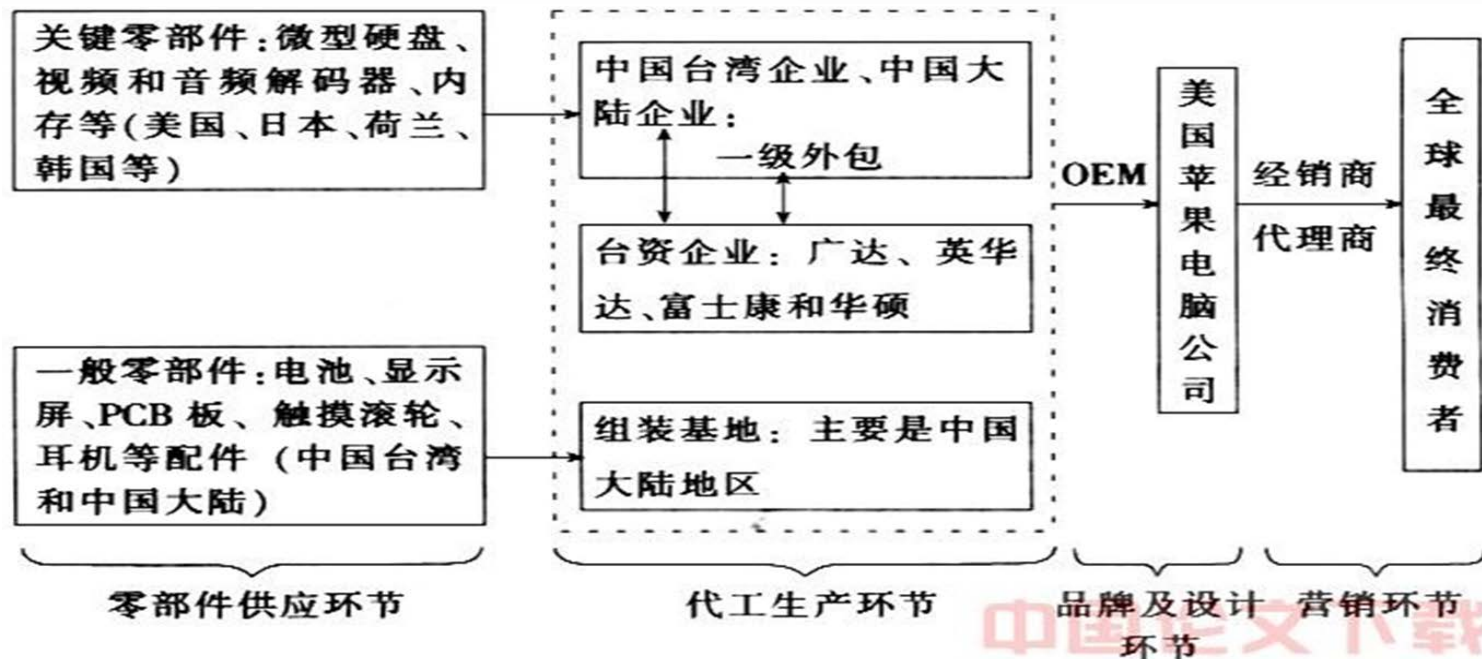 关键零部件：微型硬盘、
视频和音频解码器、内
存等(美国、日本、荷兰、
韩国等)
一般零部件：电池、显示
屏、PCB板、触摸滚轮、
耳机等配件(中国台湾
和中国大陆)
零部件供应环节
中国台湾企业、中国大
陆企业：
一级外包
台资企业：广达、英华
达、富士康和华硕
组装基地：主要是中国
大陆地区
代工生产环节
OEM
美国苹果电脑公司
品牌及设计
环节
经销商
代理商
全球最终消费者
营销环节
中国论文下载